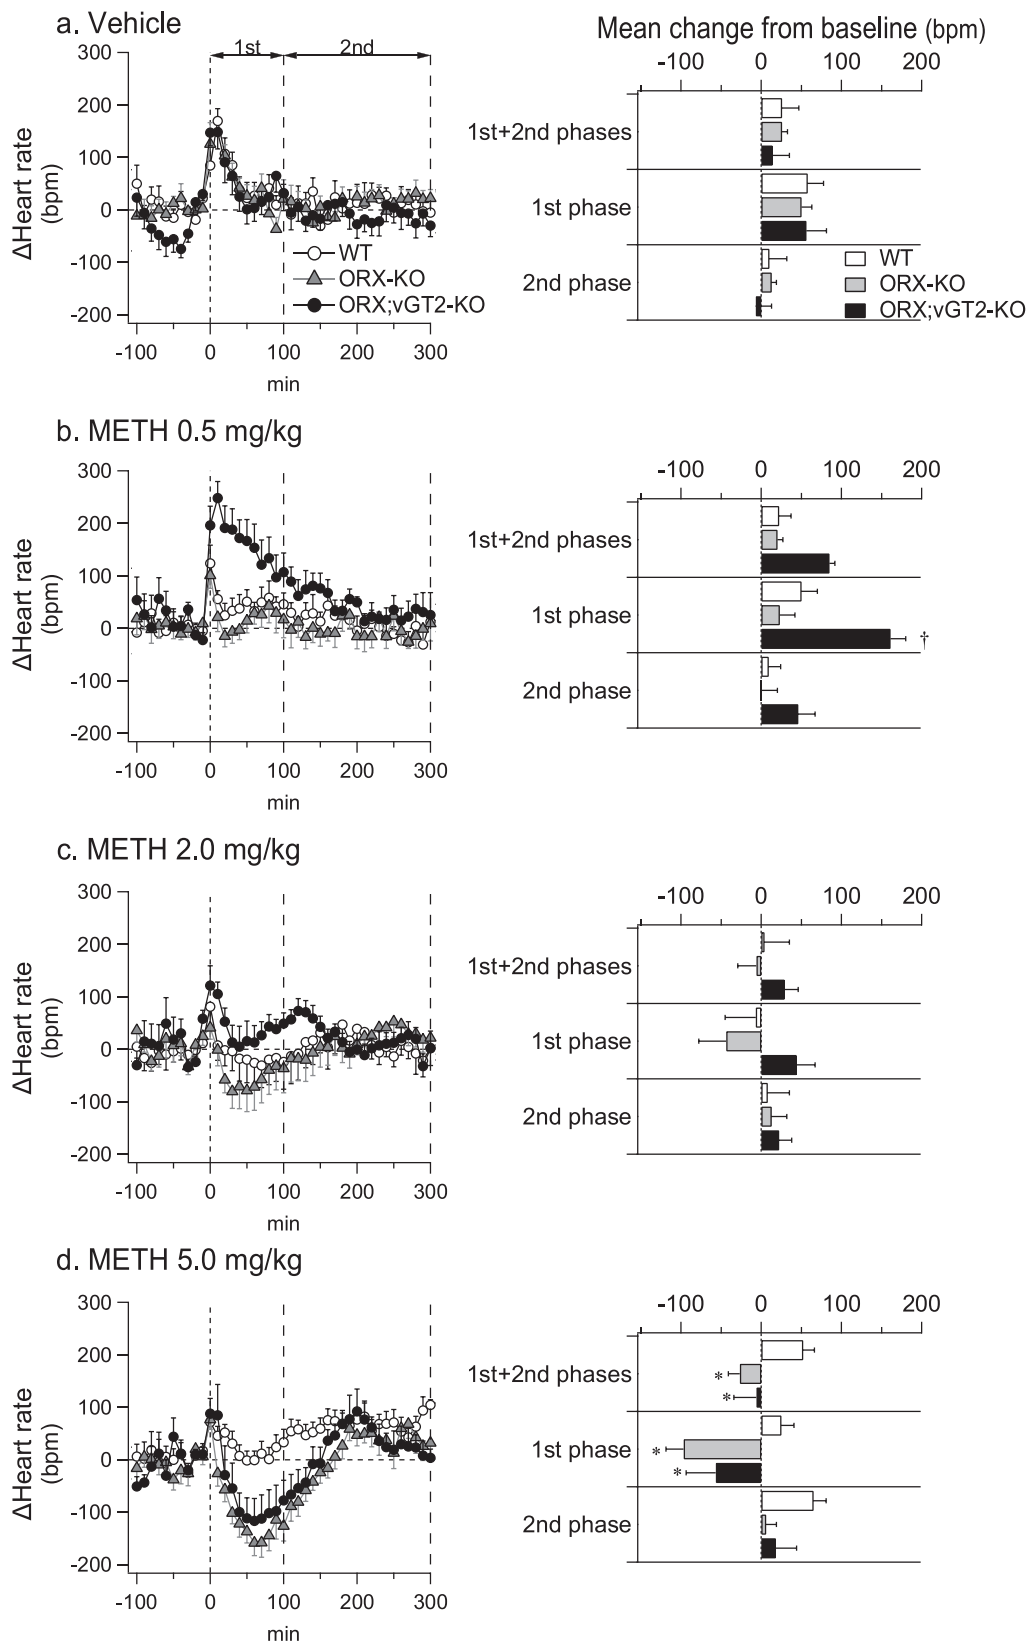 a. Vehicle
Mean change from baseline (bpm)
1st 2nd
300
200
100
0
-100
-200
ΔHeart rate
(bpm)
WT
ORX-KO
ORX;vGT2-KO
-100 0 100 200 300
min
-100 0 100 200
1st+2nd phases
1st phase
2nd phase
WT
ORX-KO
ORX;vGT2-KO
b. METH 0.5 mg/kg
300
200
100
0
-100
-200
ΔHeart rate
(bpm)
-100 0 100 200 300
min
-100 0 100 200
1st+2nd phases
1st phase
†
2nd phase
c. METH 2.0 mg/kg
300
200
100
0
-100
-200
ΔHeart rate
(bpm)
-100 0 100 200 300
min
-100 0 100 200
1st+2nd phases
1st phase
2nd phase
d. METH 5.0 mg/kg
300
200
100
0
-100
-200
ΔHeart rate
(bpm)
-100 0 100 200 300
min
-100 0 100 200
1st+2nd phases
*
*
1st phase
*
*
2nd phase